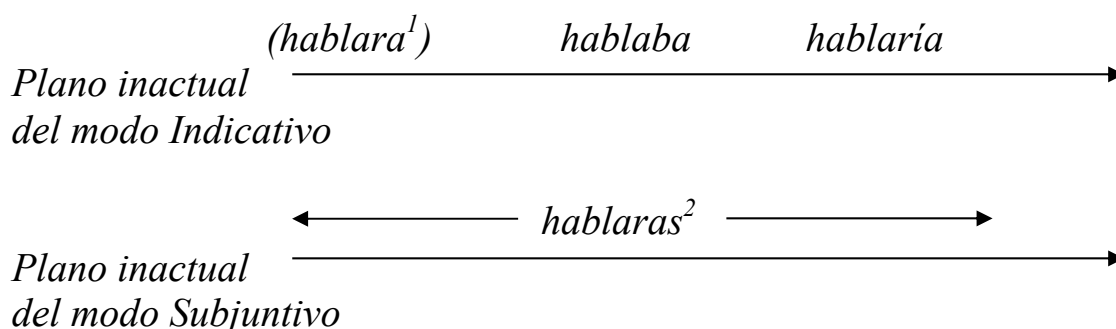 (hablara¹) hablaba hablaría
Plano inactual
del modo Indicativo
hablaras²
Plano inactual
del modo Subjuntivo